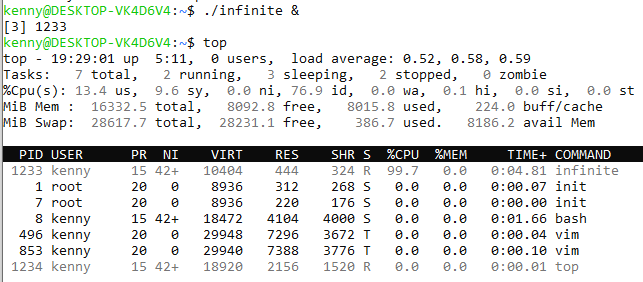 kenny@DESKTOP-VK4D6V4:~$ ./infinite &
[3] 1233
kenny@DESKTOP-VK4D6V4:~$ top
top - 19:29:01 up  5:11,  0 users,  load average: 0.52, 0.58, 0.59
Tasks:   7 total,   2 running,   3 sleeping,   2 stopped,   0 zombie
%Cpu(s): 13.4 us,  9.6 sy,  0.0 ni, 76.9 id,  0.0 wa,  0.1 hi,  0.0 si,  0.0 st
MiB Mem :  16332.5 total,   8092.8 free,   8015.8 used,    224.0 buff/cache
MiB Swap:  28617.7 total,  28231.1 free,    386.7 used.   8186.2 avail Mem
PID USER      PR  NI    VIRT    RES    SHR S  %CPU  %MEM     TIME+ COMMAND
1233 kenny     15 42+   10404    444    324 R  99.7   0.0   0:04.81 infinite
1 root      20   0    8936    312    268 S   0.0   0.0   0:00.07 init
7 root      20   0    8936    220    176 S   0.0   0.0   0:00.00 init
8 kenny     15 42+   18472   4104   4000 S   0.0   0.0   0:01.66 bash
496 kenny     20   0   29948   7296   3672 T   0.0   0.0   0:00.04 vim
853 kenny     20   0   29940   7388   3776 T   0.0   0.0   0:00.10 vim
1234 kenny     15 42+   18920   2156   1520 R   0.0   0.0   0:00.01 top